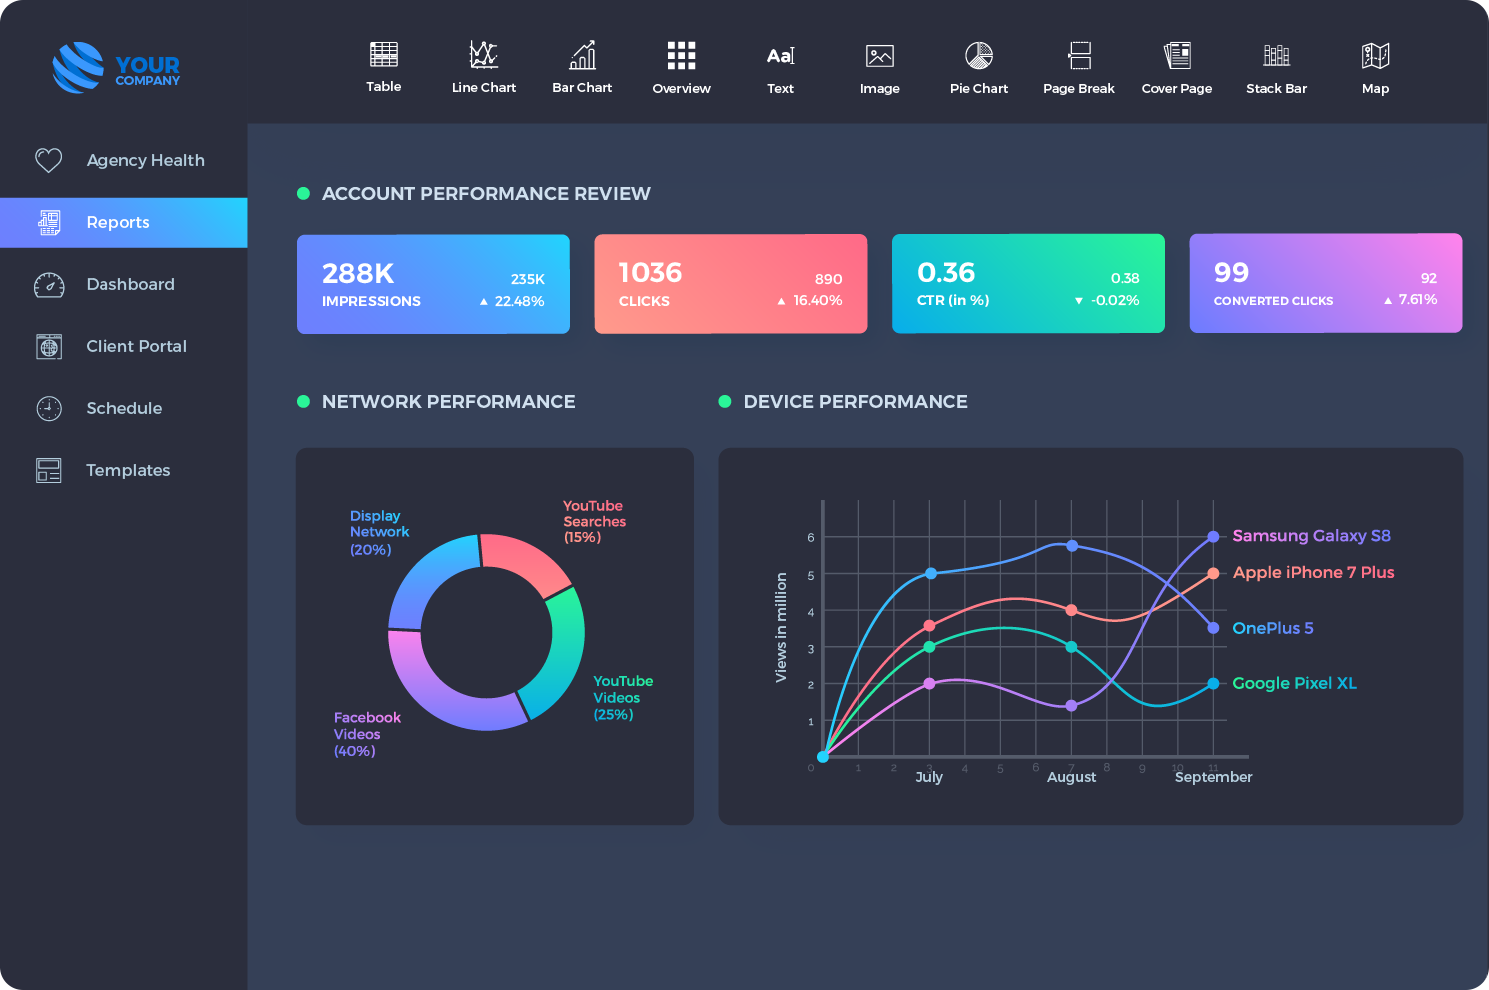 YOUR
COMPANY
Table
Line Chart
Bar Chart
Overview
Aa
Text
Image
Pie Chart
Page Break
Cover Page
Stack Bar
Map
Agency Health
Reports
Dashboard
Client Portal
Schedule
Templates
ACCOUNT PERFORMANCE REVIEW
288K
235K
IMPRESSIONS
▲ 22.48%
1036
890
CLICKS
▲ 16.40%
0.36
0.38
CTR (in %)
▼ -0.02%
99
92
CONVERTED CLICKS
▲ 7.61%
NETWORK PERFORMANCE
YouTube
Searches
(15%)
Display
Network
(20%)
YouTube
Videos
(25%)
Facebook
Videos
(40%)
DEVICE PERFORMANCE
Views in million
6
5
4
3
2
1
0 1 2 3 4 5 6 7 8 9 10 11
July August September
Samsung Galaxy S8
Apple iPhone 7 Plus
OnePlus 5
Google Pixel XL